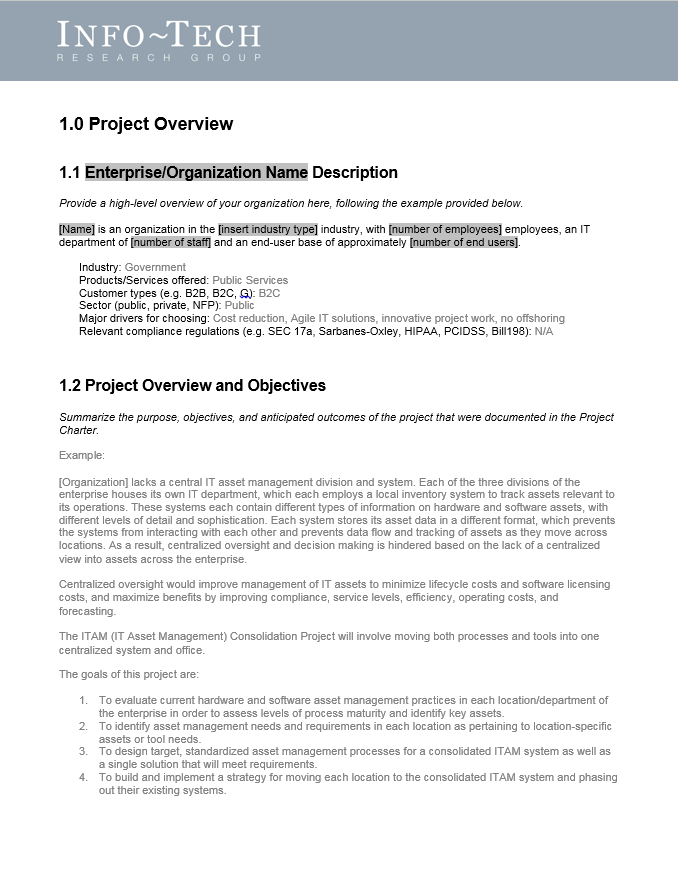 INFO~TECH
RESEARCH GROUP
1.0 Project Overview
1.1 Enterprise/Organization Name Description
Provide a high-level overview of your organization here, following the example provided below.
[Name] is an organization in the [insert industry type] industry, with [number of employees] employees, an IT
department of [number of staff] and an end-user base of approximately [number of end users].
Industry: Government
Products/Services offered: Public Services
Customer types (e.g. B2B, B2C, G): B2C
Sector (public, private, NFP): Public
Major drivers for choosing: Cost reduction, Agile IT solutions, innovative project work, no offshoring
Relevant compliance regulations (e.g. SEC 17a, Sarbanes-Oxley, HIPAA, PCIDSS, Bill198): N/A
1.2 Project Overview and Objectives
Summarize the purpose, objectives, and anticipated outcomes of the project that were documented in the Project
Charter.
Example:
[Organization] lacks a central IT asset management division and system. Each of the three divisions of the
enterprise houses its own IT department, which each employs a local inventory system to track assets relevant to
its operations. These systems each contain different types of information on hardware and software assets, with
different levels of detail and sophistication. Each system stores its asset data in a different format, which prevents
the systems from interacting with each other and prevents data flow and tracking of assets as they move across
locations. As a result, centralized oversight and decision making is hindered based on the lack of a centralized
view into assets across the enterprise.
Centralized oversight would improve management of IT assets to minimize lifecycle costs and software licensing
costs, and maximize benefits by improving compliance, service levels, efficiency, operating costs, and
forecasting.
The ITAM (IT Asset Management) Consolidation Project will involve moving both processes and tools into one
centralized system and office.
The goals of this project are:
1. To evaluate current hardware and software asset management practices in each location/department of
the enterprise in order to assess levels of process maturity and identify key assets.
2. To identify asset management needs and requirements in each location as pertaining to location-specific
assets or tool needs.
3. To design target, standardized asset management processes for a consolidated ITAM system as well as
a single solution that will meet requirements.
4. To build and implement a strategy for moving each location to the consolidated ITAM system and phasing
out their existing systems.